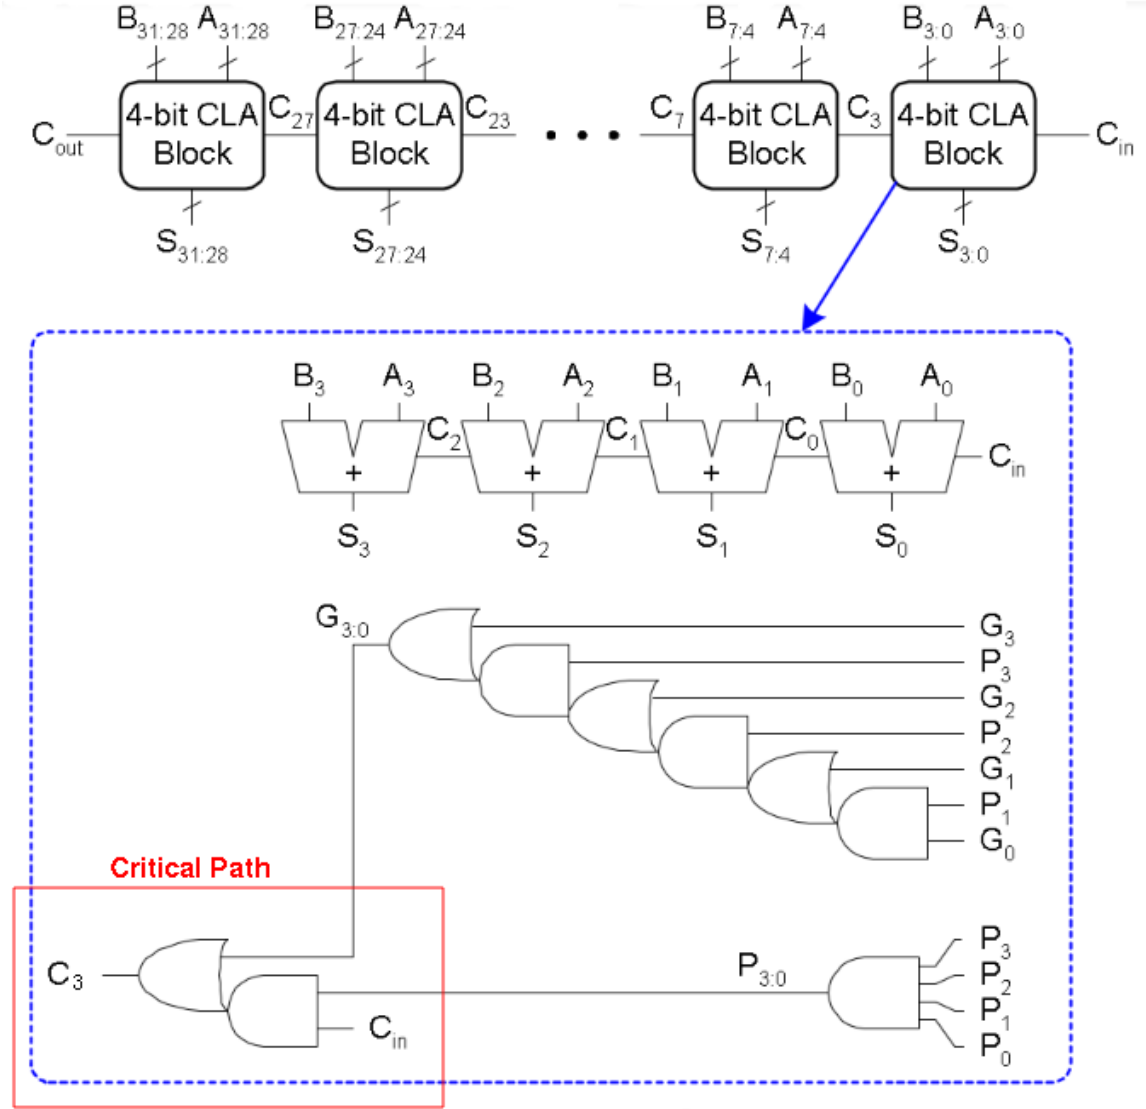 B31:28 A31:28 B27:24 A27:24 B7:4 A7:4 B3:0 A3:0
Cout 4-bit CLA Block C27 4-bit CLA Block C23 • • • C7 4-bit CLA Block C3 4-bit CLA Block Cin
S31:28 S27:24 S7:4 S3:0
B3 A3 B2 A2 B1 A1 B0 A0
+ C2 + C1 + C0 + Cin
S3 S2 S1 S0
G3:0 G3
P3
G2
P2
G1
P1
G0
Critical Path
C3 Cin
P3:0 P3
P2
P1
P0